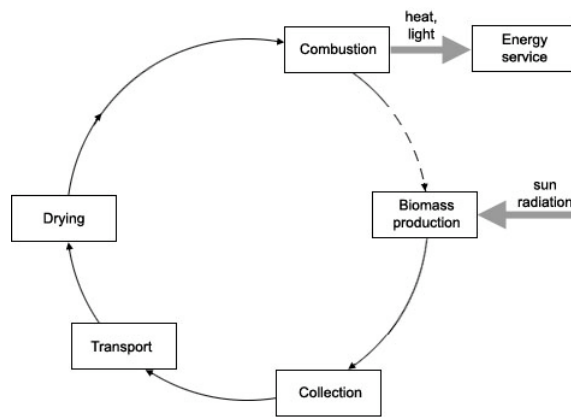 heat,
light
Combustion
Energy
service
sun
radiation
Biomass
production
Drying
Transport
Collection